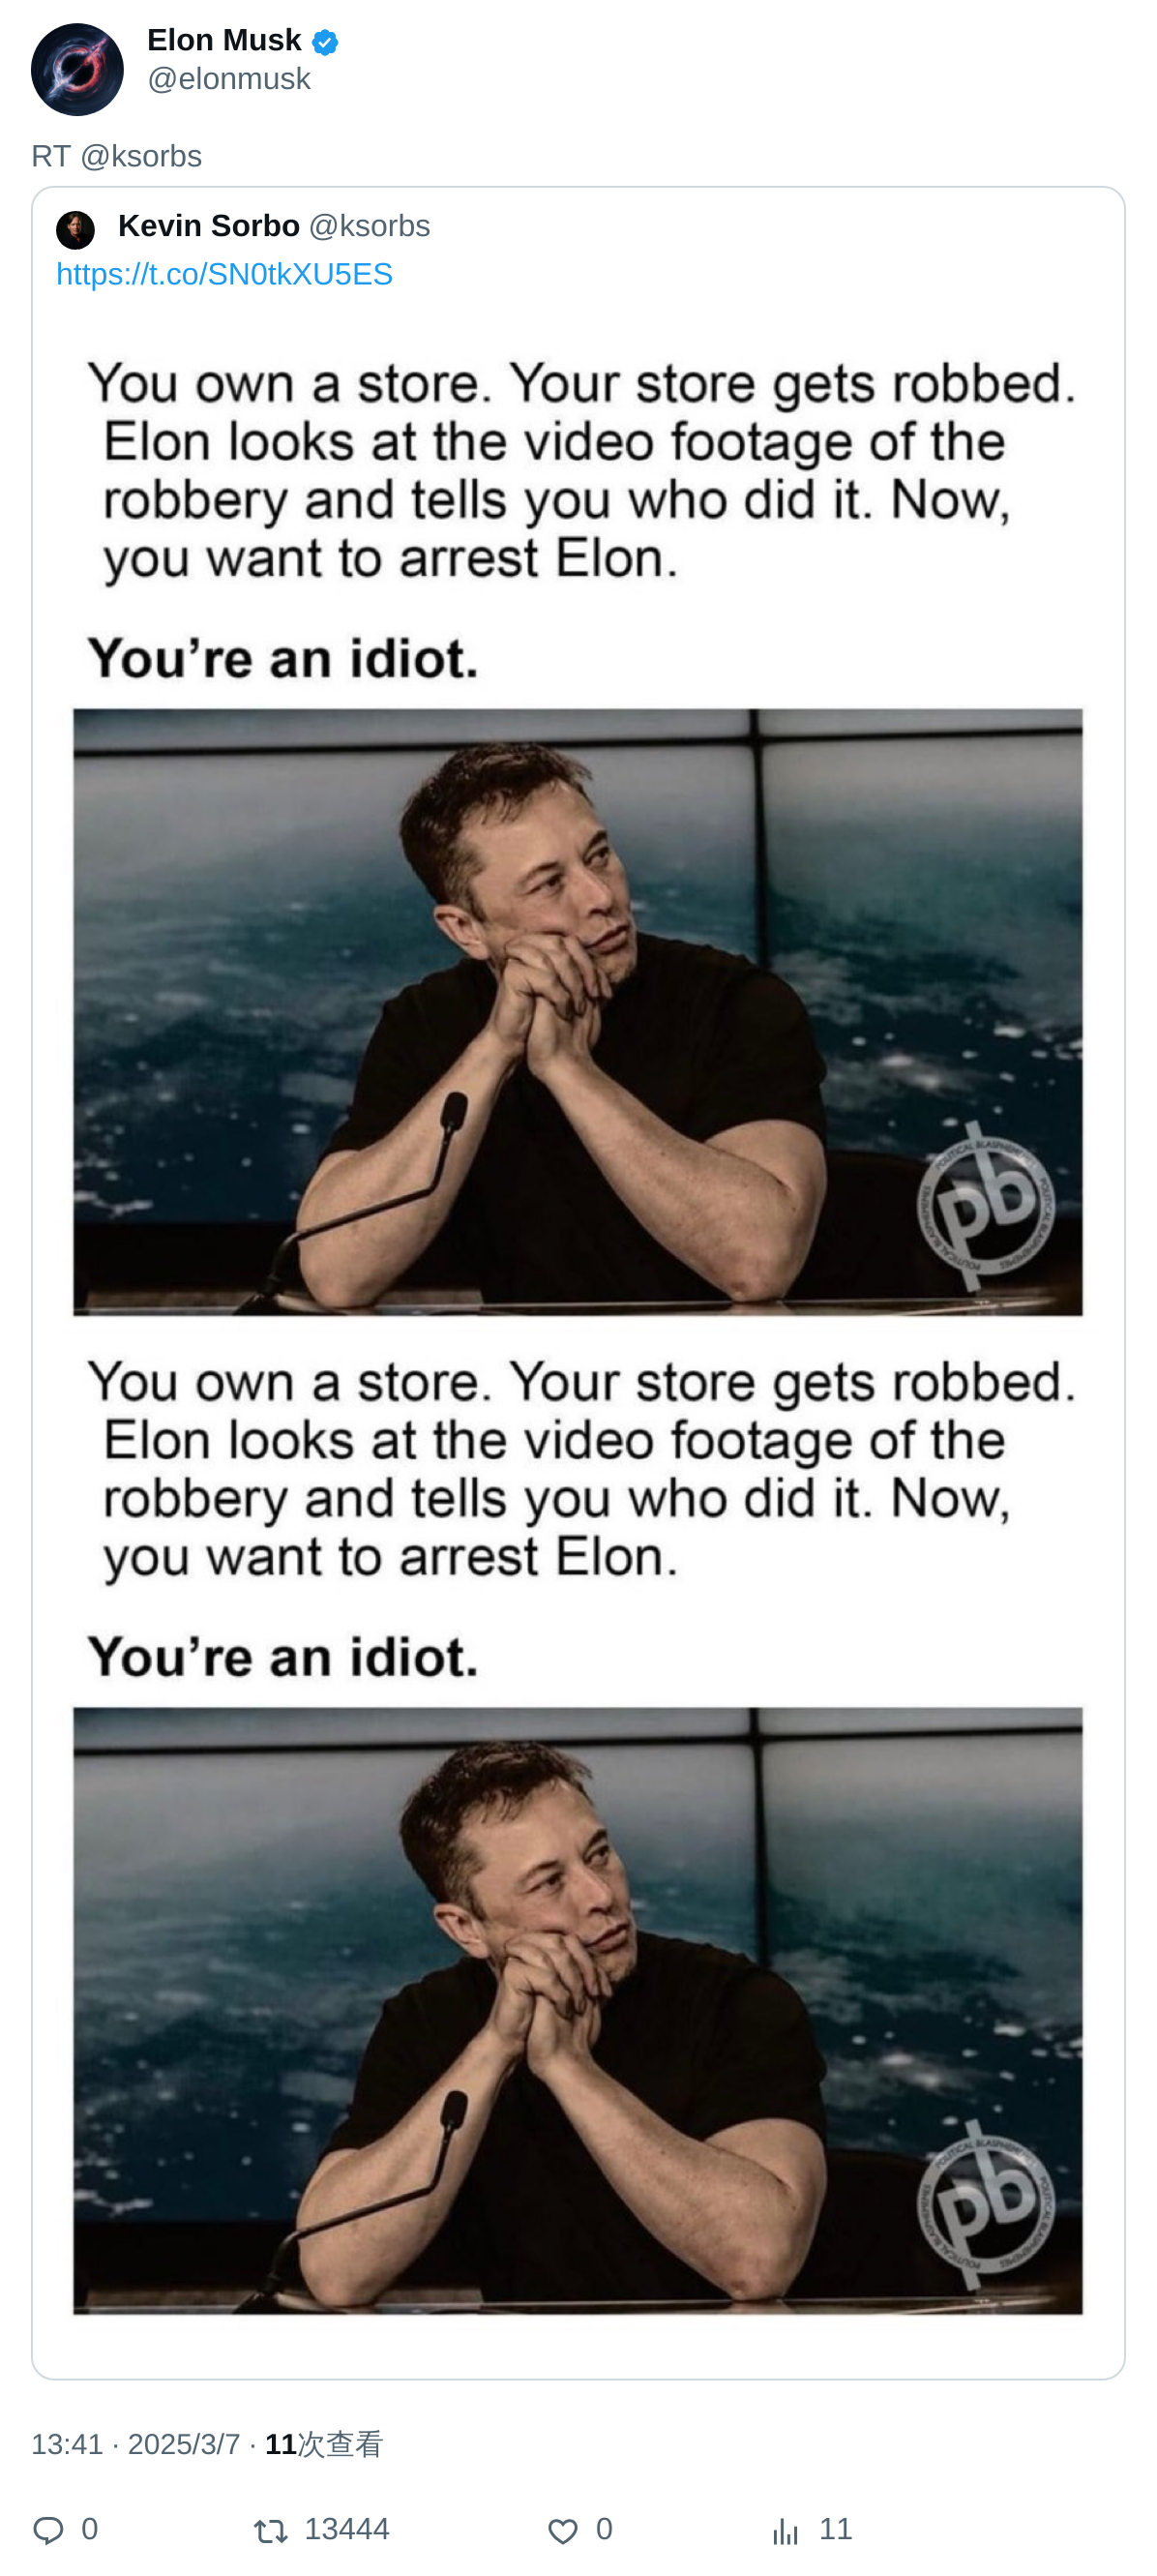 Elon Musk
@elonmusk
RT @ksorbs
Kevin Sorbo @ksorbs
https://t.co/SN0tkXU5ES
You own a store. Your store gets robbed.
Elon looks at the video footage of the
robbery and tells you who did it. Now,
you want to arrest Elon.
You’re an idiot.
pb
POLITICAL BLASPHEMEMES
You own a store. Your store gets robbed.
Elon looks at the video footage of the
robbery and tells you who did it. Now,
you want to arrest Elon.
You’re an idiot.
pb
POLITICAL BLASPHEMEMES
13:41 · 2025/3/7 · 11次查看
0 13444 0 11